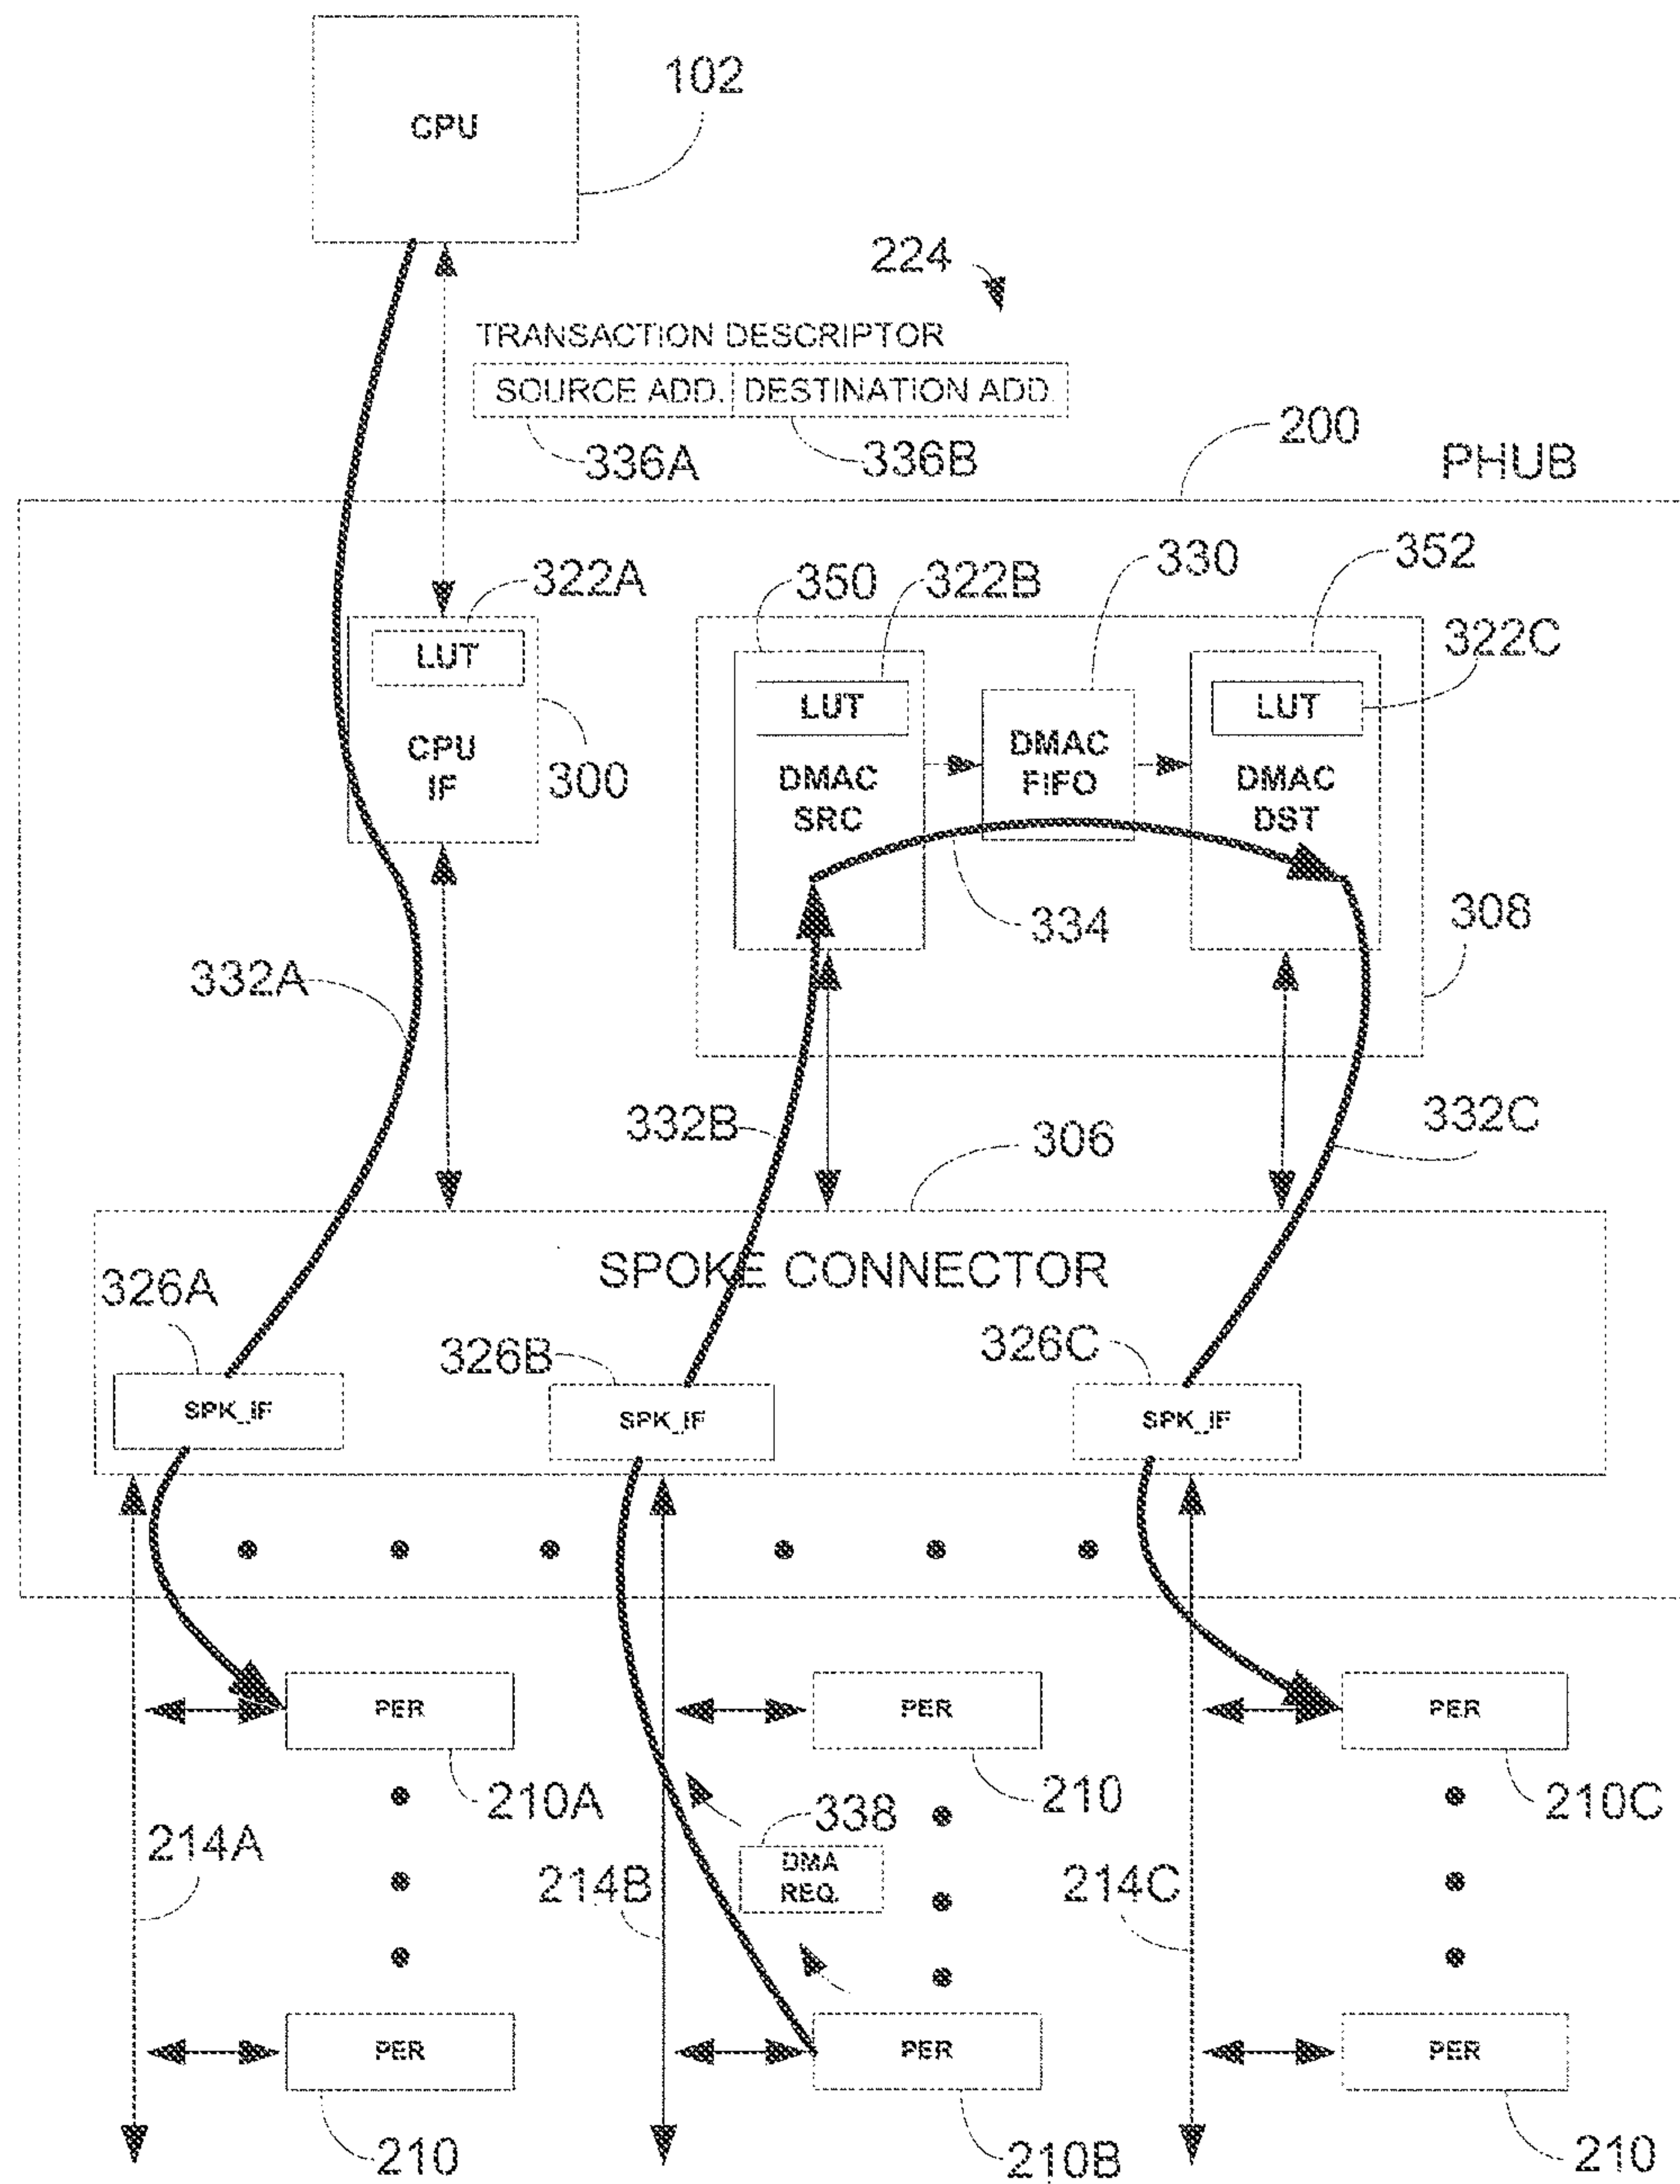 CPU
102
224
TRANSACTION DESCRIPTOR
SOURCE ADD. DESTINATION ADD.
336A 336B
200
PHUB
322A
350
322B
330
352
322C
LUT
CPU
IF
300
LUT
DMAC
SRC
DMAC
FIFO
LUT
DMAC
DST
334
308
332A
332B
306
332C
SPOKE CONNECTOR
326A
326B
326C
SPK_IF
SPK_IF
SPK_IF
PER
PER
PER
210A
210
210C
214A
338
DMA
REQ.
214B
214C
PER
PER
PER
210
210B
210